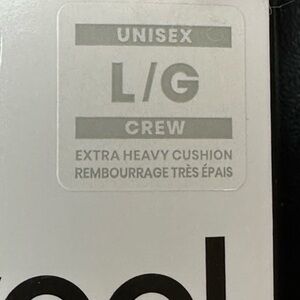 UNISEX
L/G
CREW
EXTRA HEAVY CUSHION
REMBOURRAGE TRÈS ÉPAIS